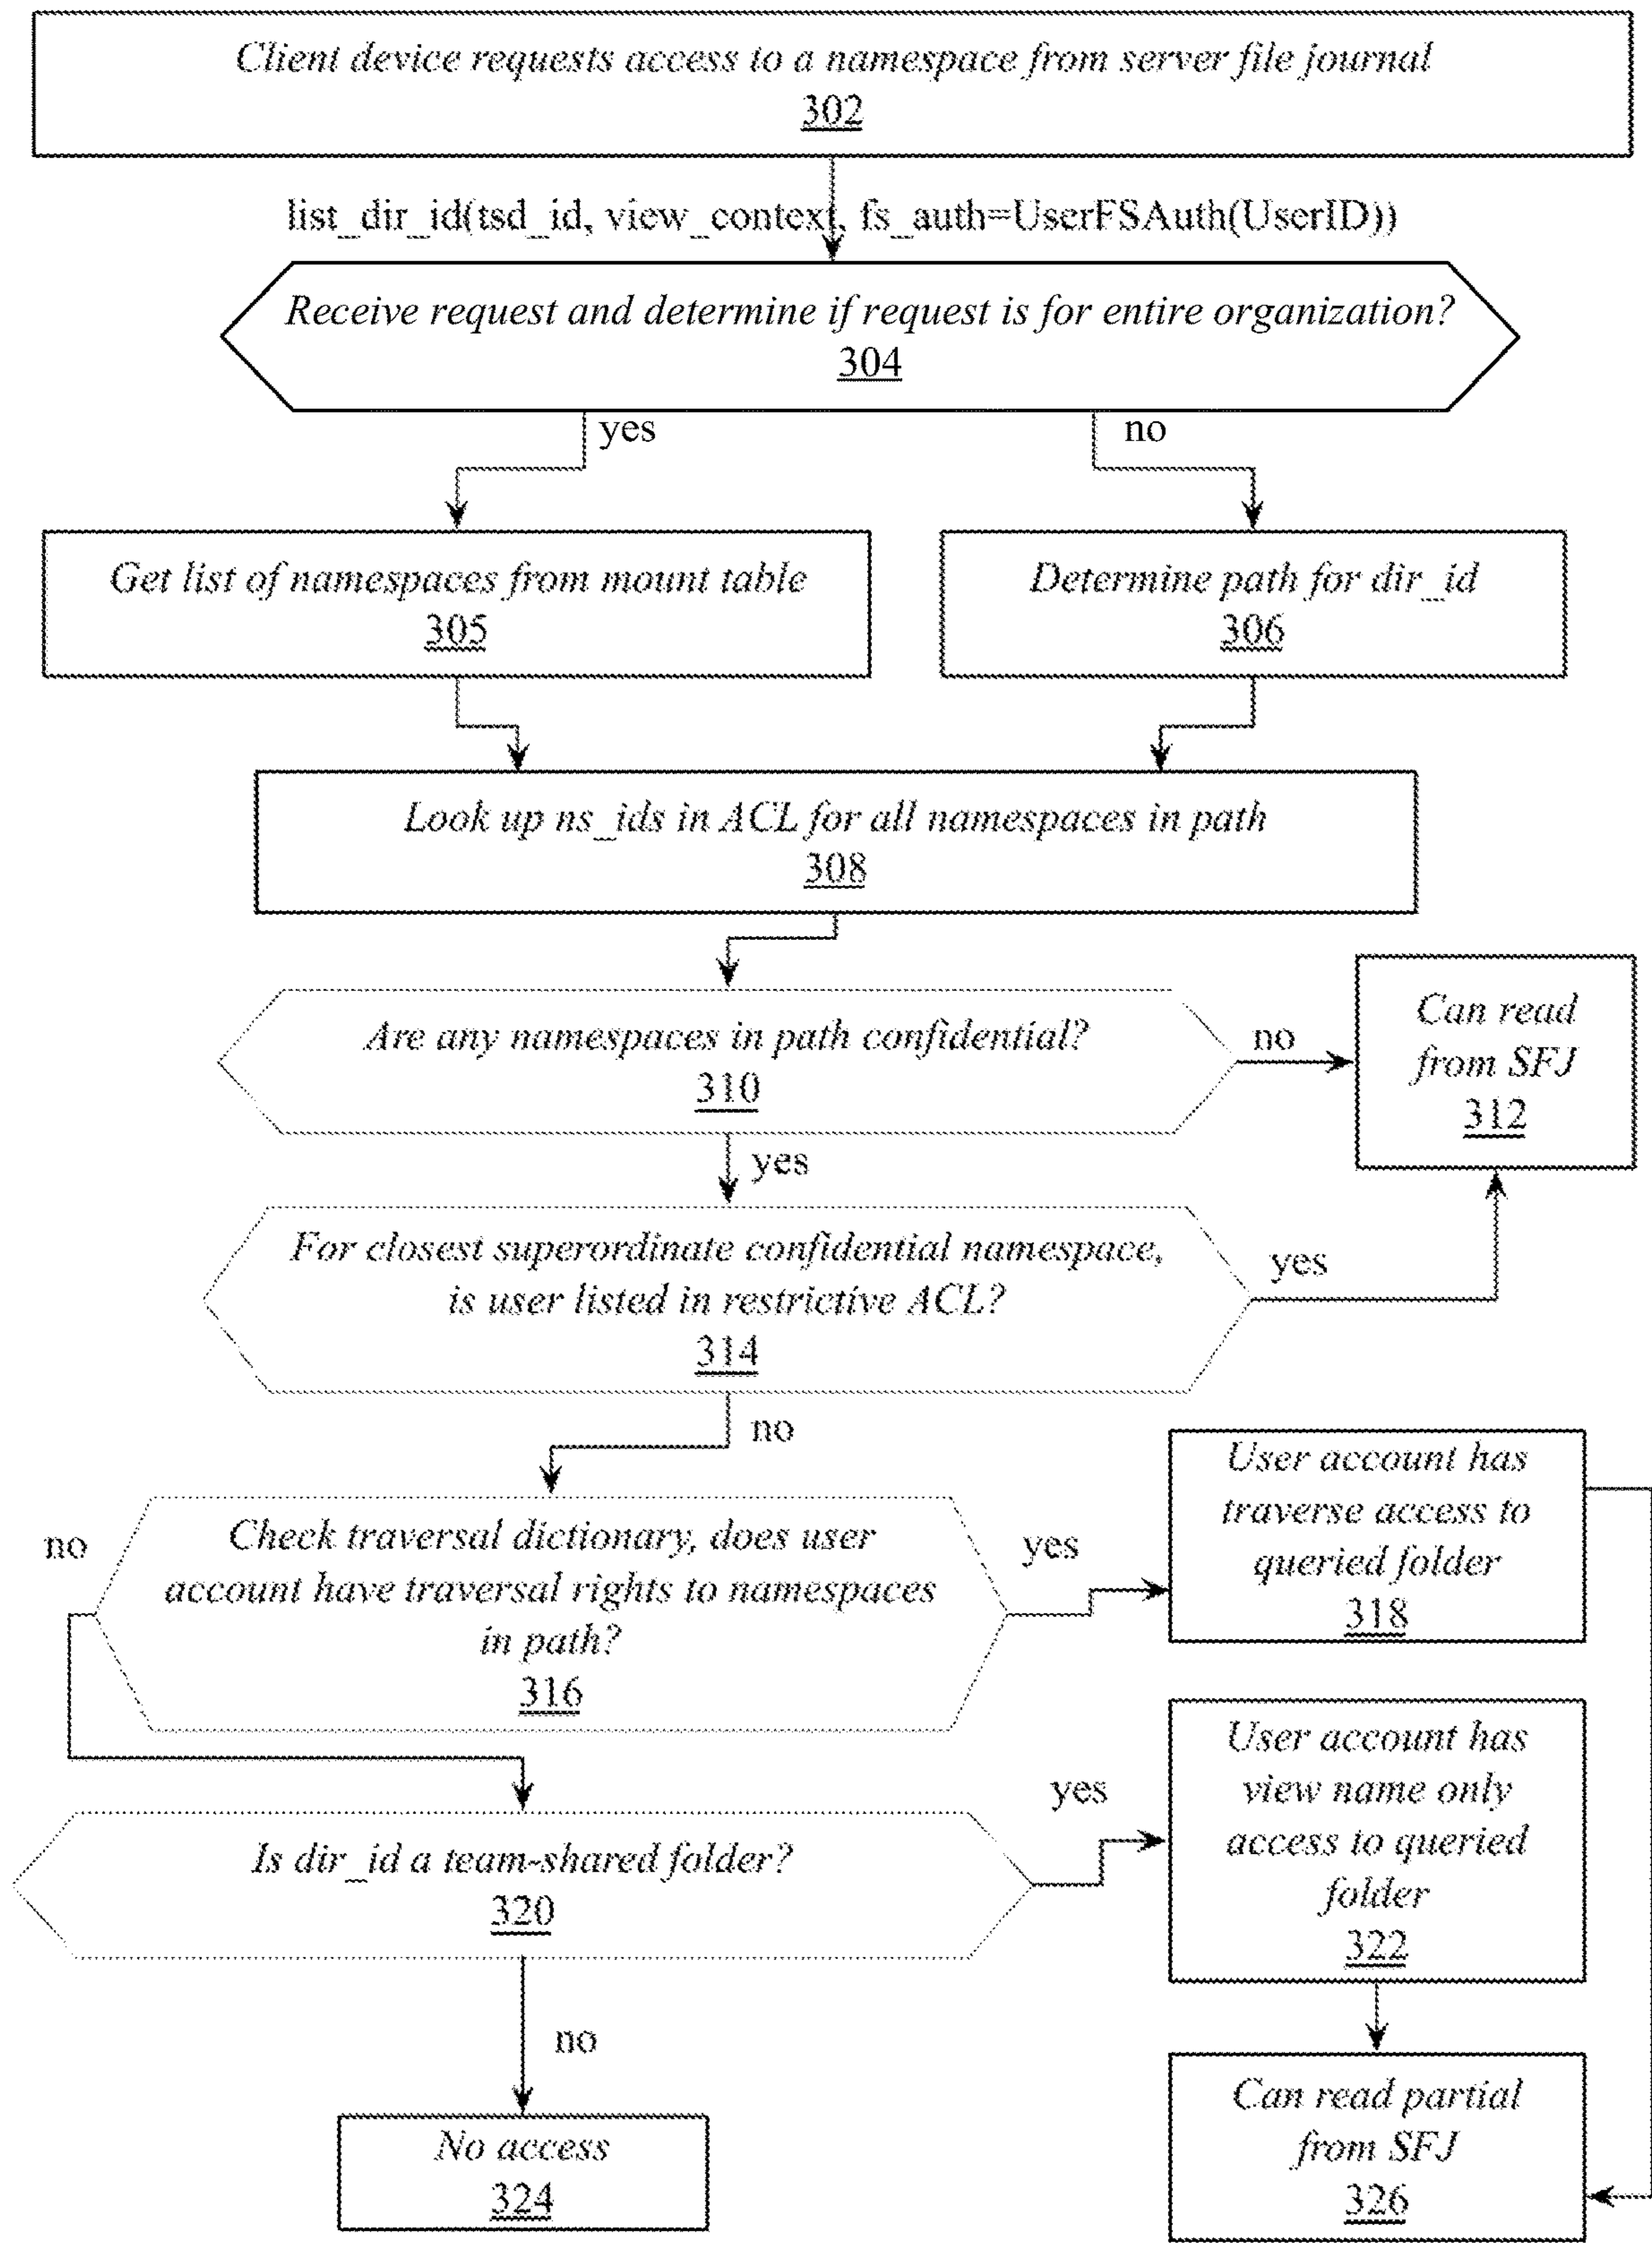 Client device requests access to a namespace from server file journal
302
list_dir_id(tsd_id, view_context, fs_auth=UserFSAuth(UserID))
Receive request and determine if request is for entire organization?
304
yes
no
Get list of namespaces from mount table
305
Determine path for dir_id
306
Look up ns_ids in ACL for all namespaces in path
308
Are any namespaces in path confidential?
310
no
Can read
from SFJ
312
yes
For closest superordinate confidential namespace,
is user listed in restrictive ACL?
314
yes
no
Check traversal dictionary, does user
account have traversal rights to namespaces
in path?
316
no
yes
User account has
traverse access to
queried folder
318
Is dir_id a team-shared folder?
320
yes
User account has
view name only
access to queried
folder
322
no
No access
324
Can read partial
from SFJ
326